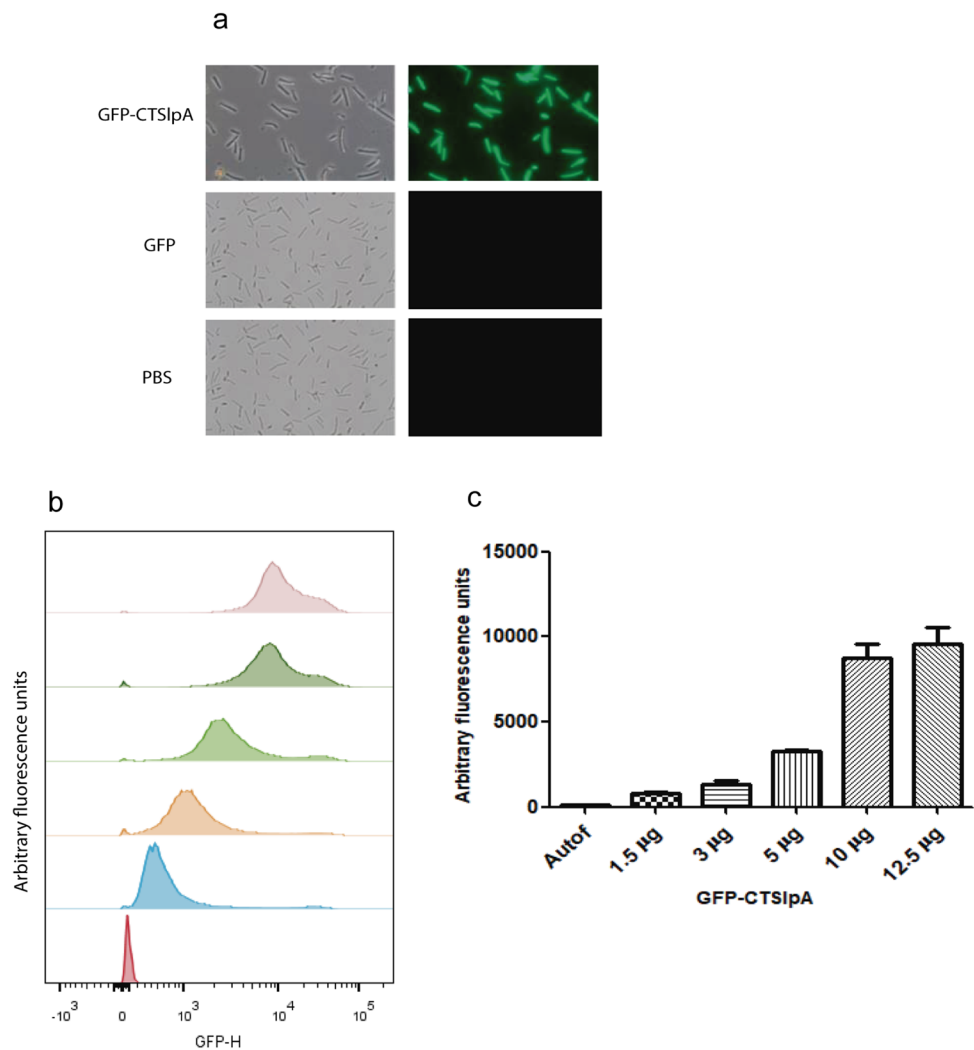 a
GFP-CTSlpA
GFP
PBS
b
Arbitrary fluorescence units
-10³ 0 10³ 10⁴ 10⁵
GFP-H
c
Arbitrary fluorescence units
15000
10000
5000
0
Autof 1.5 µg 3 µg 5 µg 10 µg 12.5 µg
GFP-CTSlpA